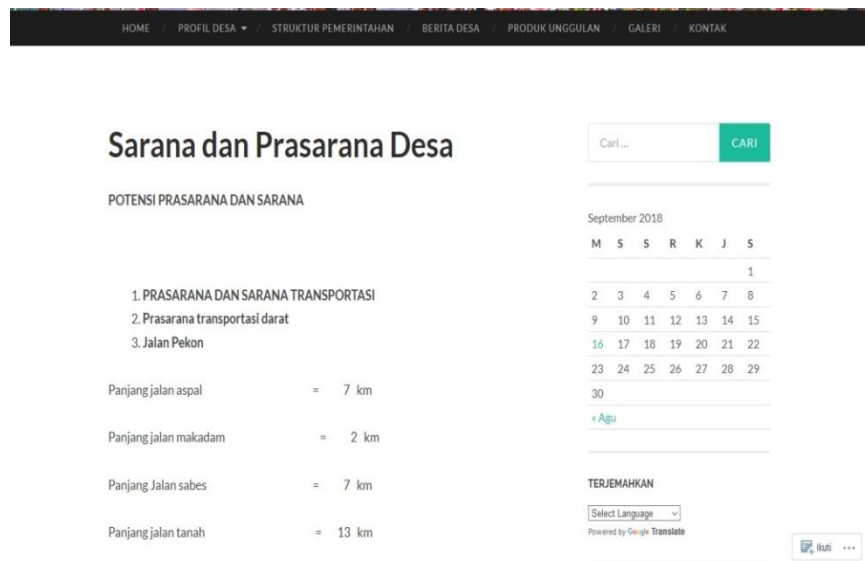 HOME / PROFIL DESA ▾ / STRUKTUR PEMERINTAHAN / BERITA DESA / PRODUK UNGGULAN / GALERI / KONTAK
Sarana dan Prasarana Desa
POTENSI PRASARANA DAN SARANA
1. PRASARANA DAN SARANA TRANSPORTASI
2. Prasarana transportasi darat
3. Jalan Pekon
Panjang jalan aspal = 7 km
Panjang jalan makadam = 2 km
Panjang Jalan sabes = 7 km
Panjang jalan tanah = 13 km
Cari ... CARI
September 2018
M S S R K J S
1
2 3 4 5 6 7 8
9 10 11 12 13 14 15
16 17 18 19 20 21 22
23 24 25 26 27 28 29
30
« Agu
TERJEMAHKAN
Select Language
Powered by Google Translate
Ikuti ...